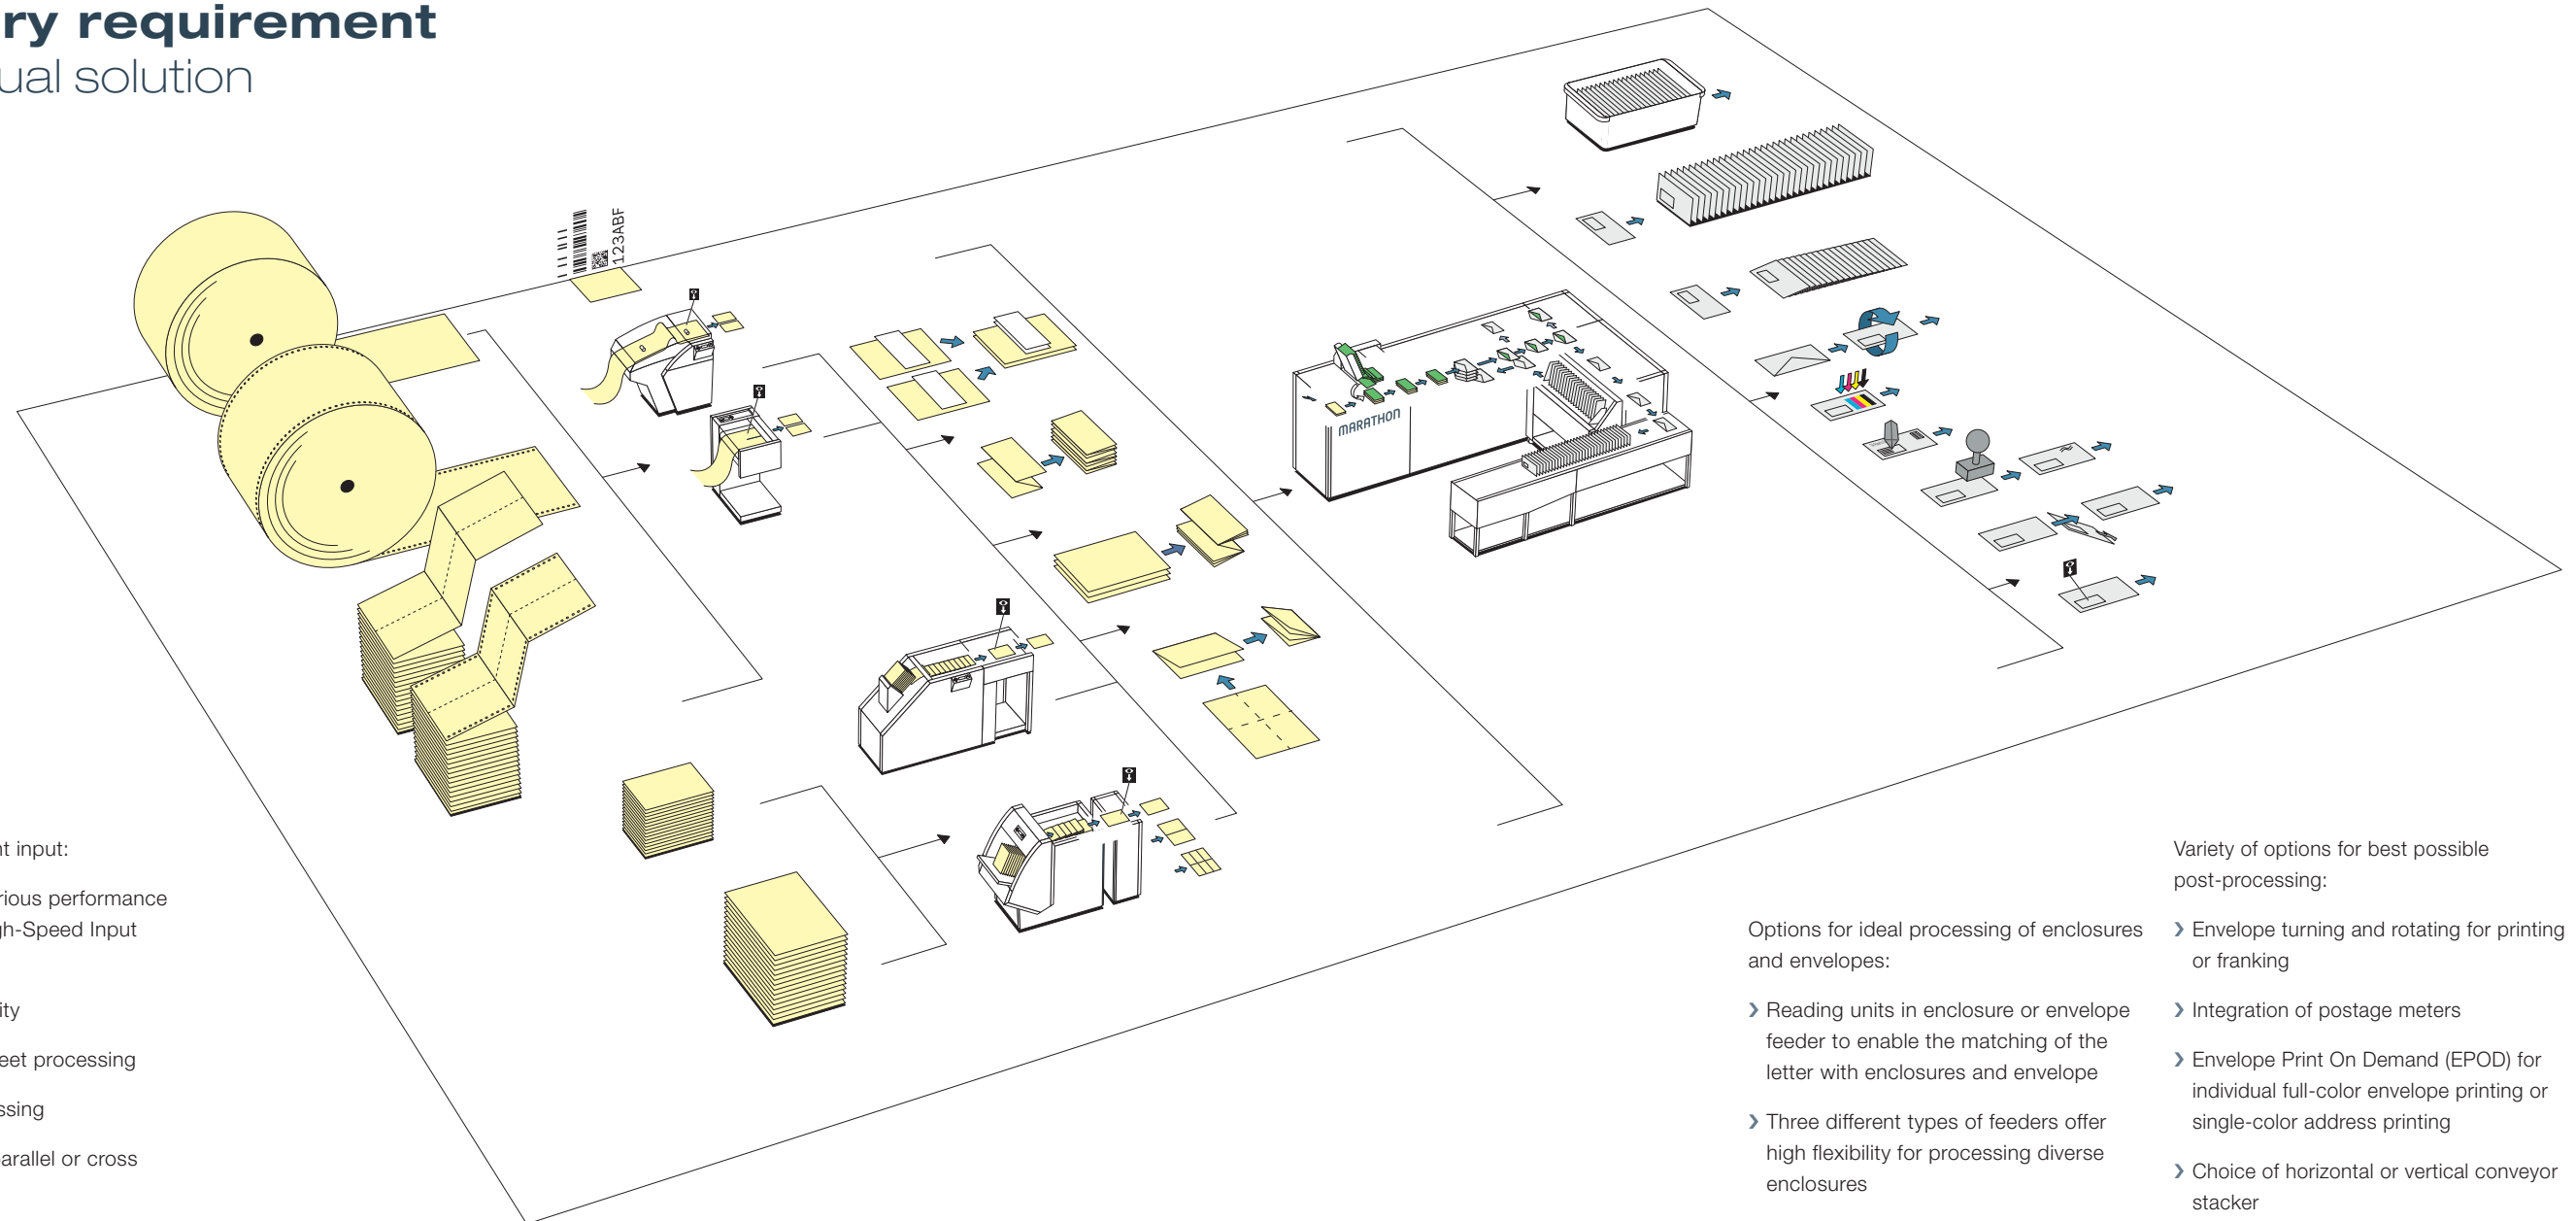 ry requirement
ual solution
123ABF
MARATHON
nt input:
rious performance
gh-Speed Input
ity
eet processing
ssing
arallel or cross
Options for ideal processing of enclosures
and envelopes:
› Reading units in enclosure or envelope
feeder to enable the matching of the
letter with enclosures and envelope
› Three different types of feeders offer
high flexibility for processing diverse
enclosures
Variety of options for best possible
post-processing:
› Envelope turning and rotating for printing
or franking
› Integration of postage meters
› Envelope Print On Demand (EPOD) for
individual full-color envelope printing or
single-color address printing
› Choice of horizontal or vertical conveyor
stacker